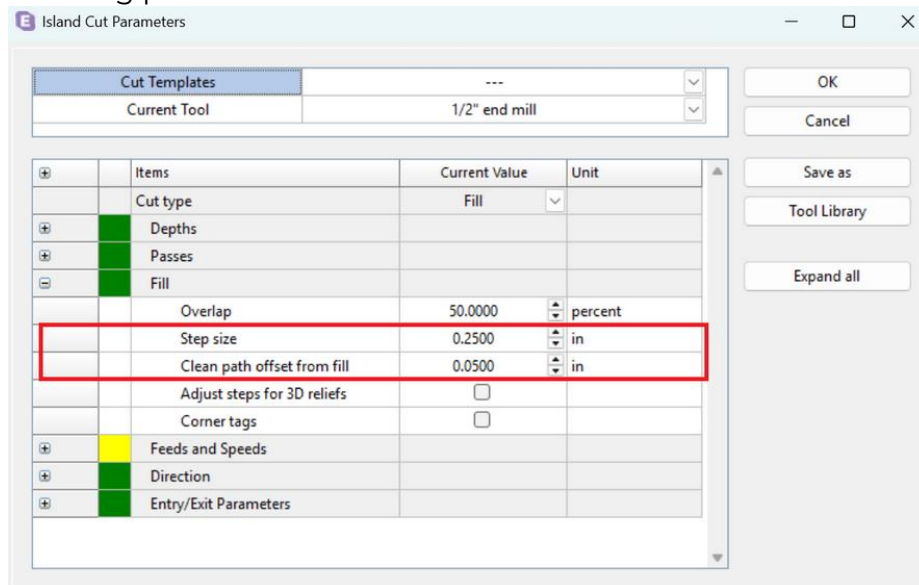 Island Cut Parameters
Cut Templates ---
Current Tool 1/2" end mill
OK
Cancel
Save as
Tool Library
Expand all
Items Current Value Unit
Cut type Fill
Depths
Passes
Fill
Overlap 50.0000 percent
Step size 0.2500 in
Clean path offset from fill 0.0500 in
Adjust steps for 3D reliefs
Corner tags
Feeds and Speeds
Direction
Entry/Exit Parameters